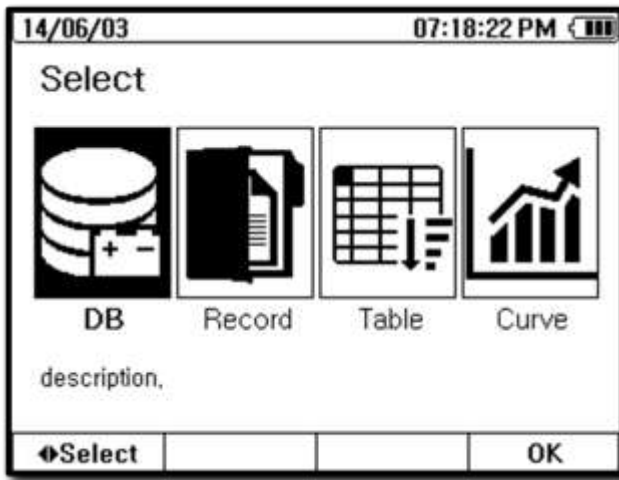 14/06/03 07:18:22 PM
Select
DB Record Table Curve
description,
Select OK